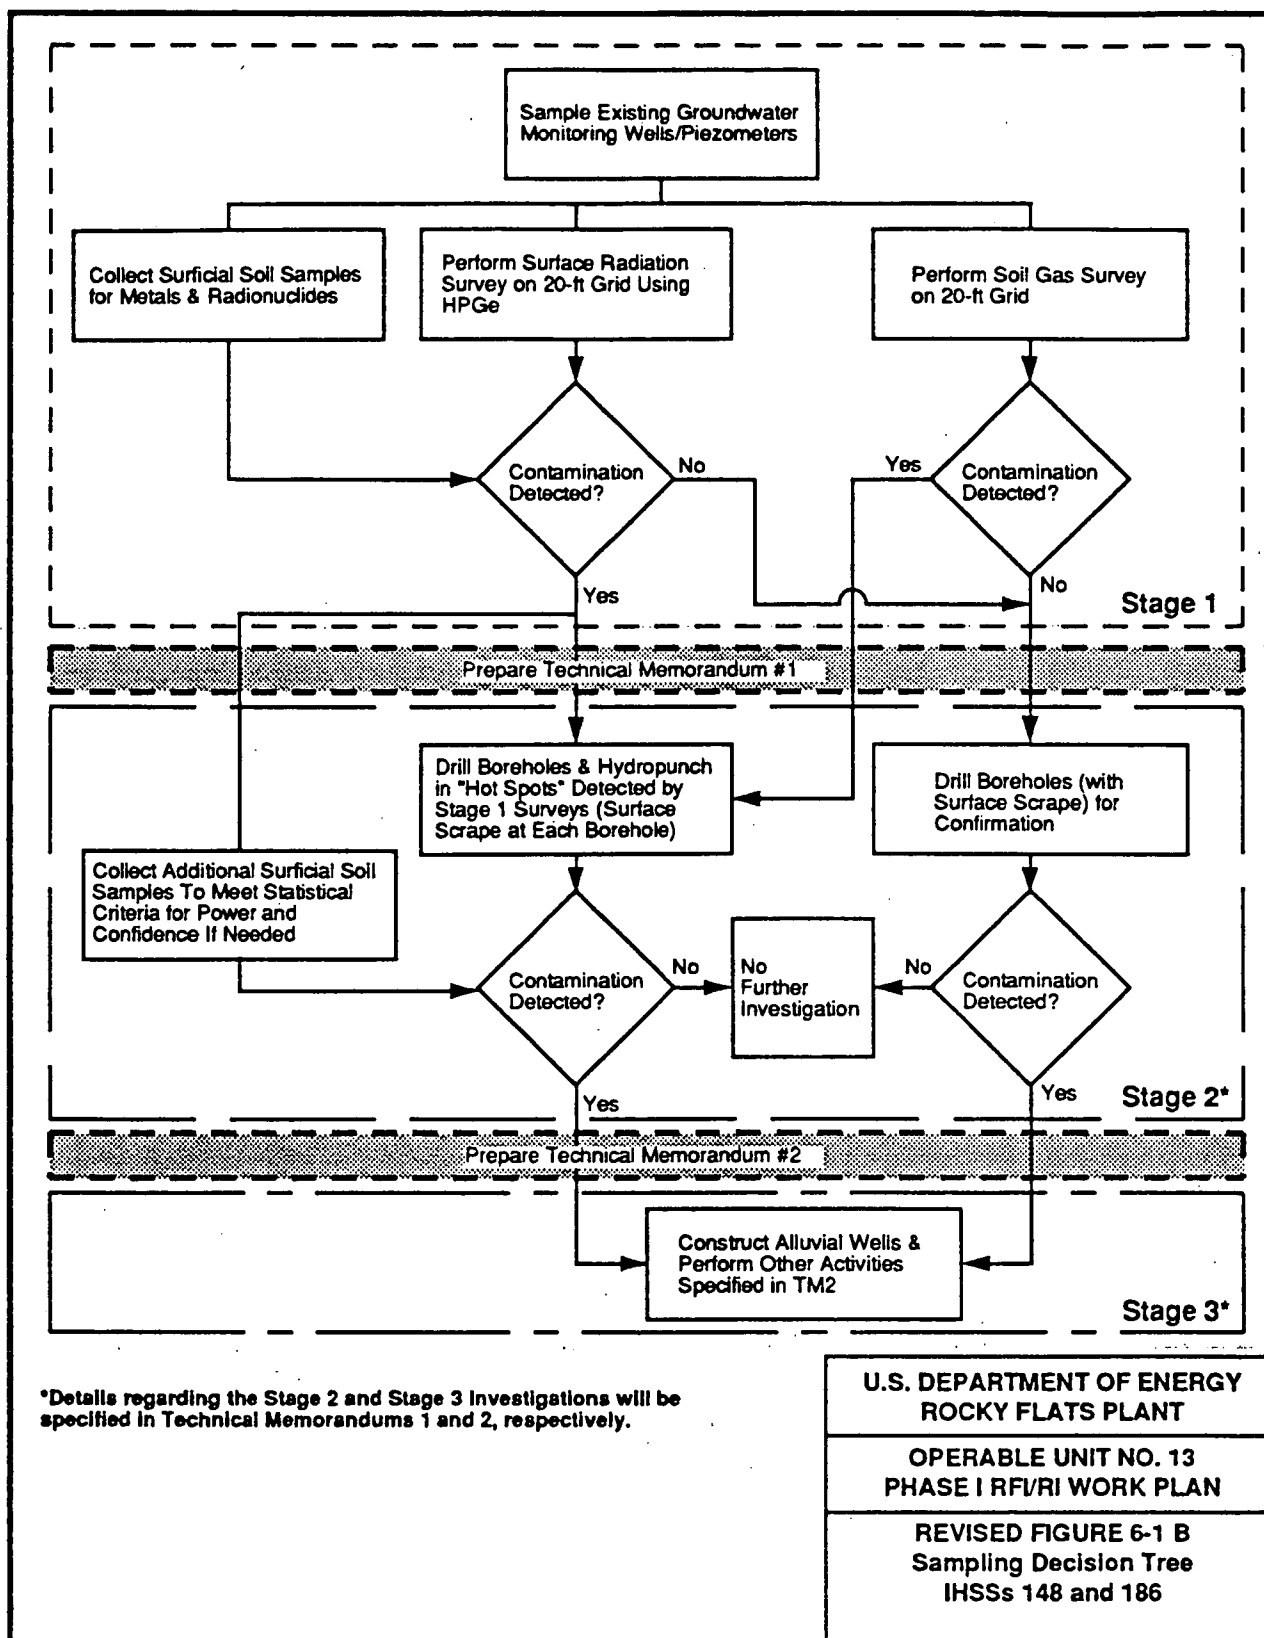 Sample Existing Groundwater
Monitoring Wells/Piezometers
Collect Surficial Soil Samples
for Metals & Radionuclides
Perform Surface Radiation
Survey on 20-ft Grid Using
HPGe
Perform Soil Gas Survey
on 20-ft Grid
Contamination
Detected?
No
Yes
Yes
Contamination
Detected?
No
Stage 1
Prepare Technical Memorandum #1
Drill Boreholes & Hydropunch
in "Hot Spots" Detected by
Stage 1 Surveys (Surface
Scrape at Each Borehole)
Drill Boreholes (with
Surface Scrape) for
Confirmation
Collect Additional Surficial Soil
Samples To Meet Statistical
Criteria for Power and
Confidence If Needed
Contamination
Detected?
No
Yes
No
Further
Investigation
No
Contamination
Detected?
Yes
Stage 2*
Prepare Technical Memorandum #2
Construct Alluvial Wells &
Perform Other Activities
Specified in TM2
Stage 3*
*Details regarding the Stage 2 and Stage 3 Investigations will be
specified in Technical Memorandums 1 and 2, respectively.
U.S. DEPARTMENT OF ENERGY
ROCKY FLATS PLANT
OPERABLE UNIT NO. 13
PHASE I RFI/RI WORK PLAN
REVISED FIGURE 6-1 B
Sampling Decision Tree
IHSSs 148 and 186